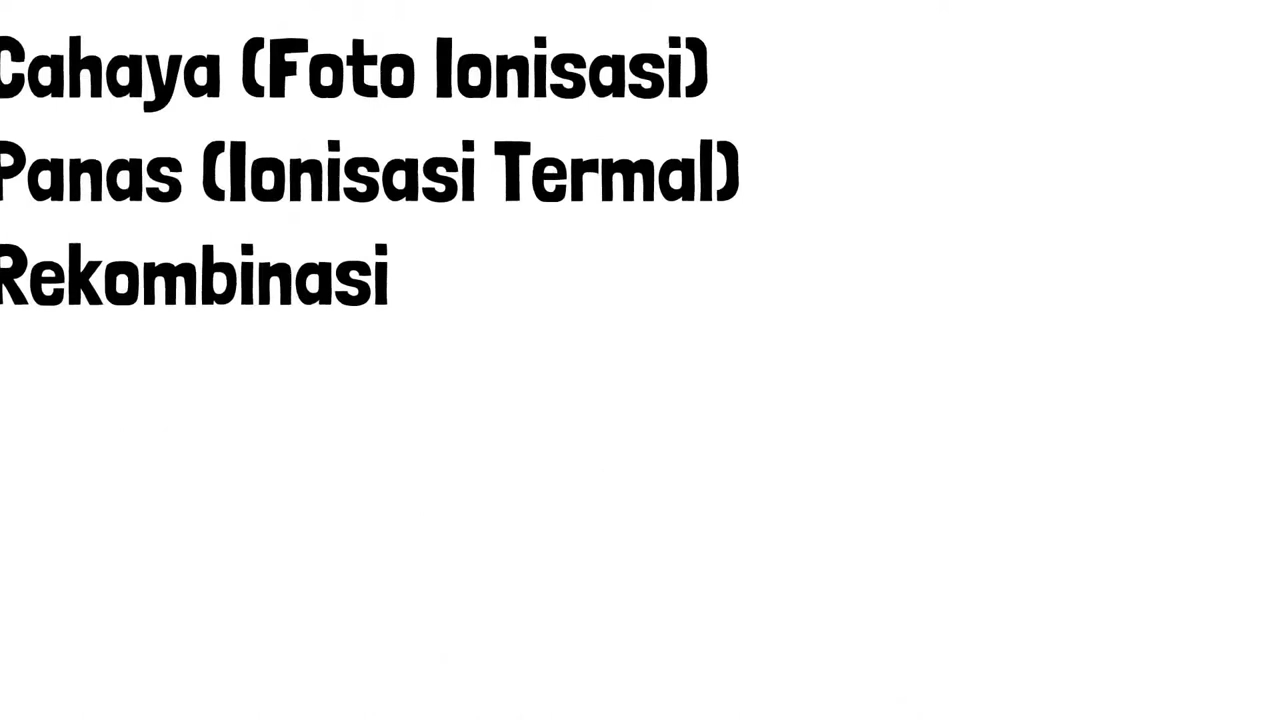 Cahaya (Foto Ionisasi)
Panas (Ionisasi Termal)
Rekombinasi